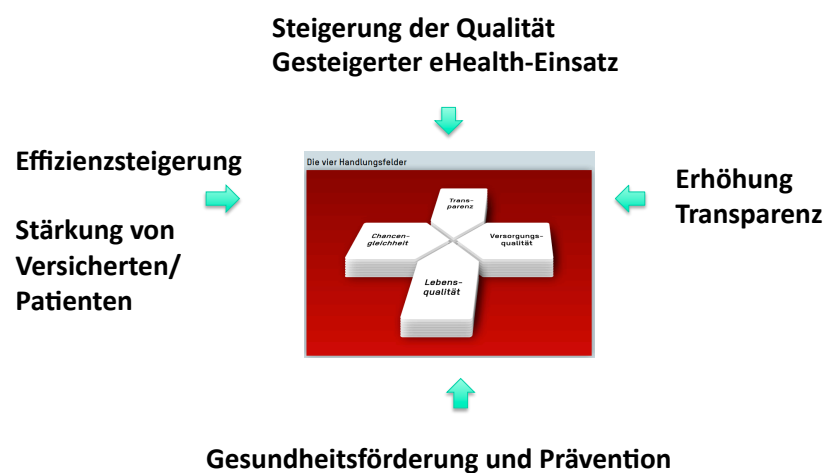 Steigerung der Qualität
Gesteigerter eHealth-Einsatz
Effizienzsteigerung
Stärkung von
Versicherten/
Patienten
Die vier Handlungsfelder
Trans-
parenz
Chancen-
gleichheit
Versorgungs-
qualität
Lebens-
qualität
Erhöhung
Transparenz
Gesundheitsförderung und Prävention